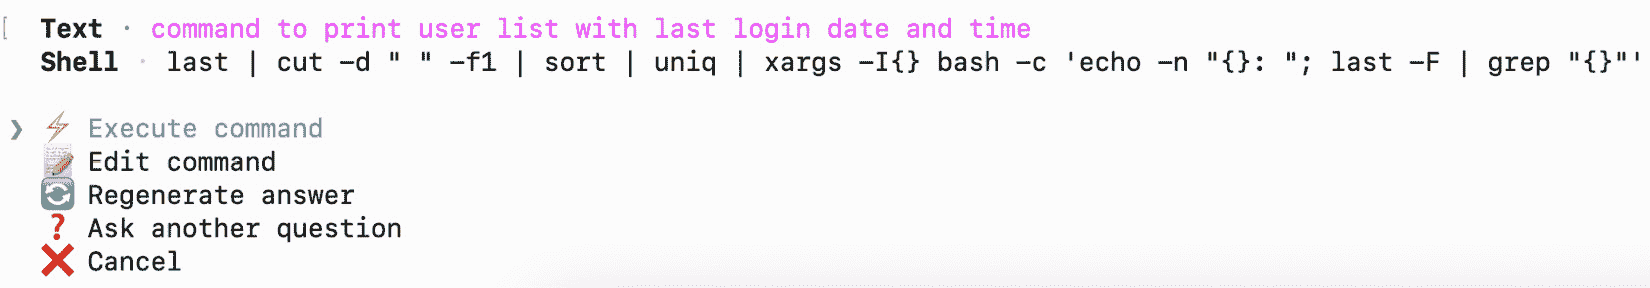 Text · command to print user list with last login date and time
Shell · last | cut -d " " -f1 | sort | uniq | xargs -I{} bash -c 'echo -n "{}: "; last -F | grep "{}"'
❯ ⚡ Execute command
📝 Edit command
🔄 Regenerate answer
❓ Ask another question
❌ Cancel